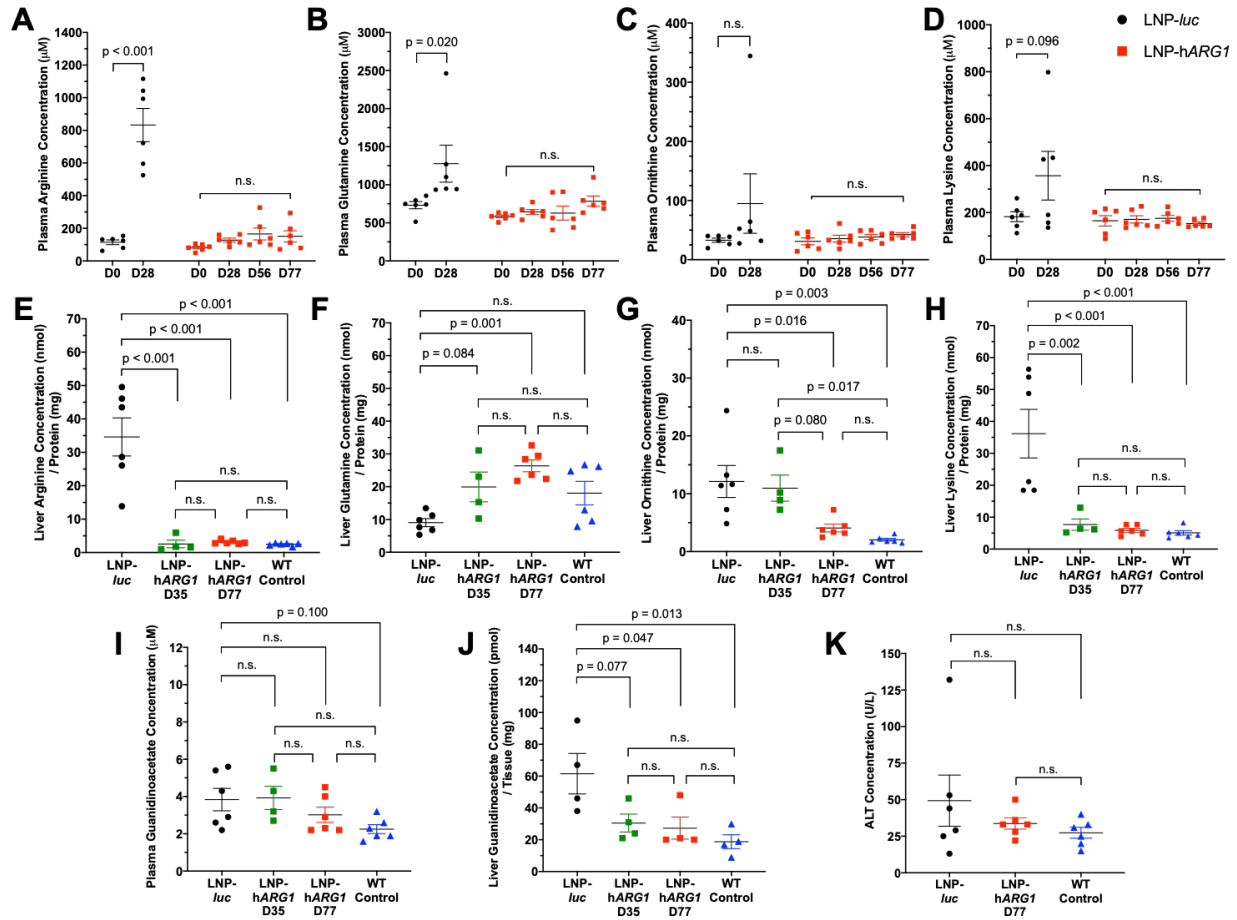 A
Plasma Arginine Concentration (μM)
1400
1200
1000
800
600
400
200
0
p < 0.001
n.s.
D0 D28 D0 D28 D56 D77
B
Plasma Glutamine Concentration (μM)
3000
2500
2000
1500
1000
500
0
p = 0.020
n.s.
D0 D28 D0 D28 D56 D77
C
Plasma Ornithine Concentration (μM)
400
350
300
250
200
150
100
50
0
n.s.
n.s.
D0 D28 D0 D28 D56 D77
D
Plasma Lysine Concentration (μM)
1000
800
600
400
200
0
p = 0.096
n.s.
D0 D28 D0 D28 D56 D77
LNP-luc
LNP-hARG1
E
Liver Arginine Concentration (nmol)
/ Protein (mg)
70
60
50
40
30
20
10
0
p < 0.001
p < 0.001
p < 0.001
n.s.
n.s. n.s.
LNP- LNP- LNP- WT
luc hARG1 hARG1 Control
D35 D77
F
Liver Glutamine Concentration (nmol)
/ Protein (mg)
70
60
50
40
30
20
10
0
n.s.
p = 0.001
p = 0.084
n.s.
n.s. n.s.
LNP- LNP- LNP- WT
luc hARG1 hARG1 Control
D35 D77
G
Liver Ornithine Concentration (nmol)
/ Protein (mg)
40
30
20
10
0
p = 0.003
p = 0.016
n.s.
p = 0.017
p = 0.080 n.s.
LNP- LNP- LNP- WT
luc hARG1 hARG1 Control
D35 D77
H
Liver Lysine Concentration (nmol)
/ Protein (mg)
70
60
50
40
30
20
10
0
p < 0.001
p < 0.001
p = 0.002
n.s.
n.s. n.s.
LNP- LNP- LNP- WT
luc hARG1 hARG1 Control
D35 D77
I
Plasma Guanidinoacetate Concentration (μM)
12
10
8
6
4
2
0
p = 0.100
n.s.
n.s.
n.s.
n.s. n.s.
LNP- LNP- LNP- WT
luc hARG1 hARG1 Control
D35 D77
J
Liver Guanidinoacetate Concentration (pmol)
/ Tissue (mg)
140
120
100
80
60
40
20
0
p = 0.013
p = 0.047
p = 0.077
n.s.
n.s. n.s.
LNP- LNP- LNP- WT
luc hARG1 hARG1 Control
D35 D77
K
ALT Concentration (U/L)
150
125
100
75
50
25
0
n.s.
n.s.
n.s.
LNP- LNP- WT
luc hARG1 Control
D77